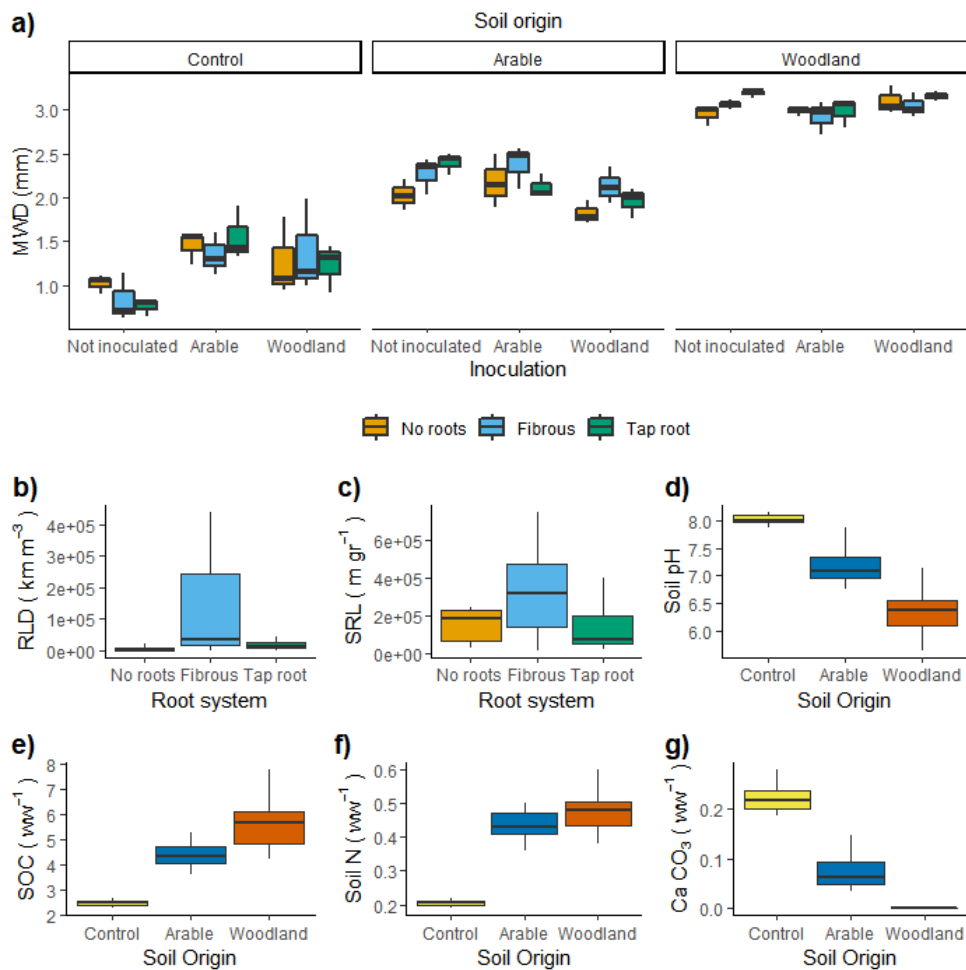 a)
Soil origin
Control Arable Woodland
MWD (mm)
3.0
2.5
2.0
1.5
1.0
Not inoculated Arable Woodland Not inoculated Arable Woodland Not inoculated Arable Woodland
Inoculation
No roots Fibrous Tap root
b)
RLD ( km m⁻³)
4e+05
3e+05
2e+05
1e+05
0e+00
No roots Fibrous Tap root
Root system
c)
SRL ( m gr⁻¹)
6e+05
4e+05
2e+05
0e+00
No roots Fibrous Tap root
Root system
d)
Soil pH
8.0
7.5
7.0
6.5
6.0
Control Arable Woodland
Soil Origin
e)
SOC ( ww⁻¹)
8
7
6
5
4
3
2
Control Arable Woodland
Soil Origin
f)
Soil N ( ww⁻¹)
0.6
0.5
0.4
0.3
0.2
Control Arable Woodland
Soil Origin
g)
Ca CO₃ ( ww⁻¹)
0.2
0.1
0.0
Control Arable Woodland
Soil Origin